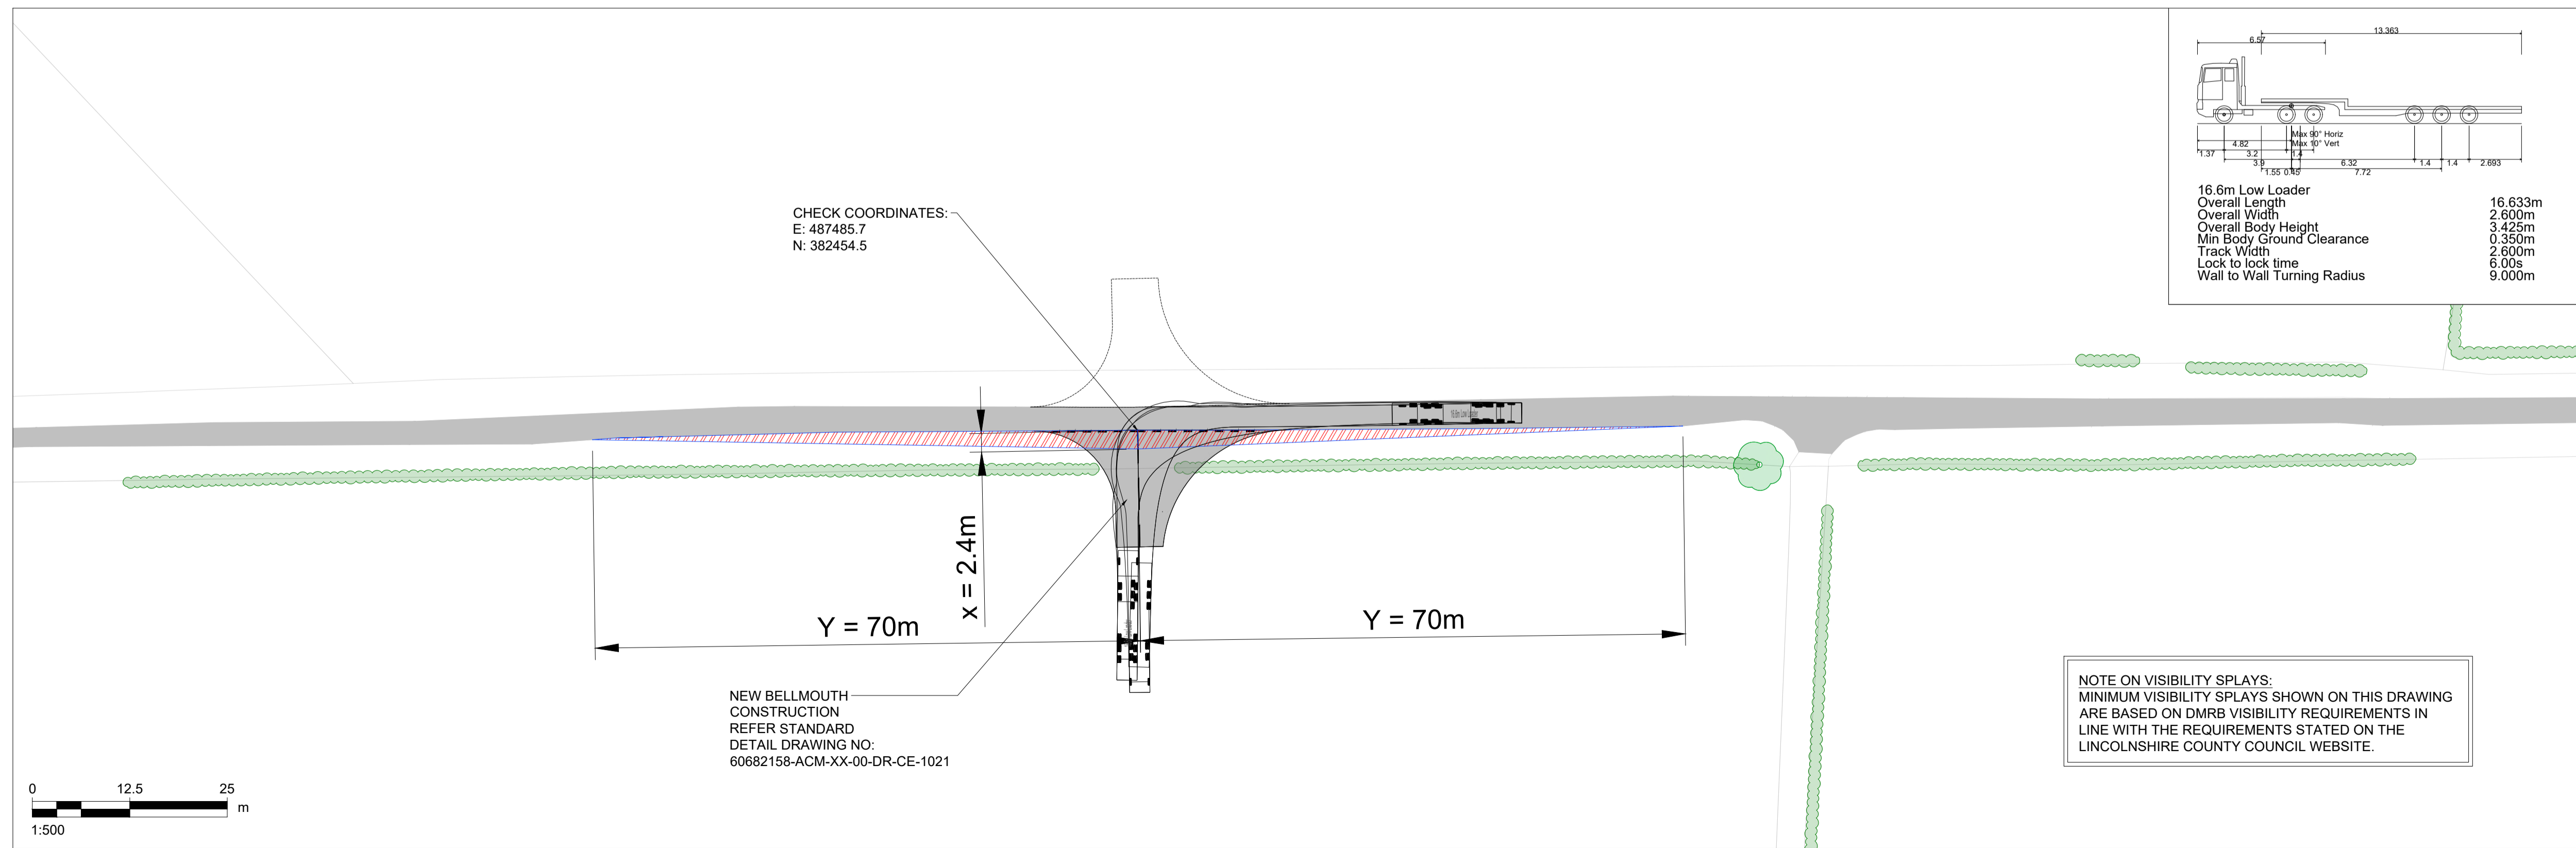 13.363
6.57
Max 90° Horiz
Max 10° Vert
4.82
1.37
3.2
1.4
3.9
6.32
1.4
1.4
2.693
1.55
0.45
7.72
16.6m Low Loader
Overall Length 16.633m
Overall Width 2.600m
Overall Body Height 3.425m
Min Body Ground Clearance 0.350m
Track Width 2.600m
Lock to lock time 6.00s
Wall to Wall Turning Radius 9.000m
CHECK COORDINATES:
E: 487485.7
N: 382454.5
16.6m Low Loader
x = 2.4m
Y = 70m
Y = 70m
NEW BELLMOUTH
CONSTRUCTION
REFER STANDARD
DETAIL DRAWING NO:
60682158-ACM-XX-00-DR-CE-1021
NOTE ON VISIBILITY SPLAYS:
MINIMUM VISIBILITY SPLAYS SHOWN ON THIS DRAWING
ARE BASED ON DMRB VISIBILITY REQUIREMENTS IN
LINE WITH THE REQUIREMENTS STATED ON THE
LINCOLNSHIRE COUNTY COUNCIL WEBSITE.
0 12.5 25
m
1:500